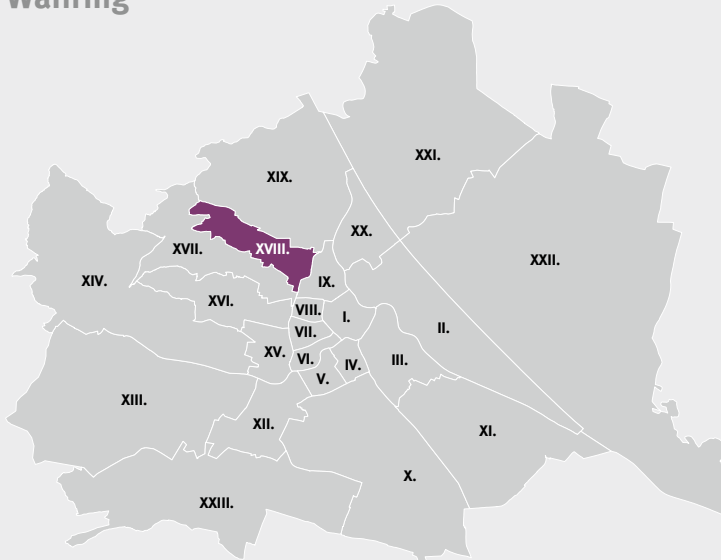 Währing
XXI.
XIX.
XX.
XVII.
XVIII.
XXII.
XIV.
IX.
XVI.
VIII.
I.
II.
VII.
XV.
VI.
IV.
III.
V.
XIII.
XII.
XI.
X.
XXIII.